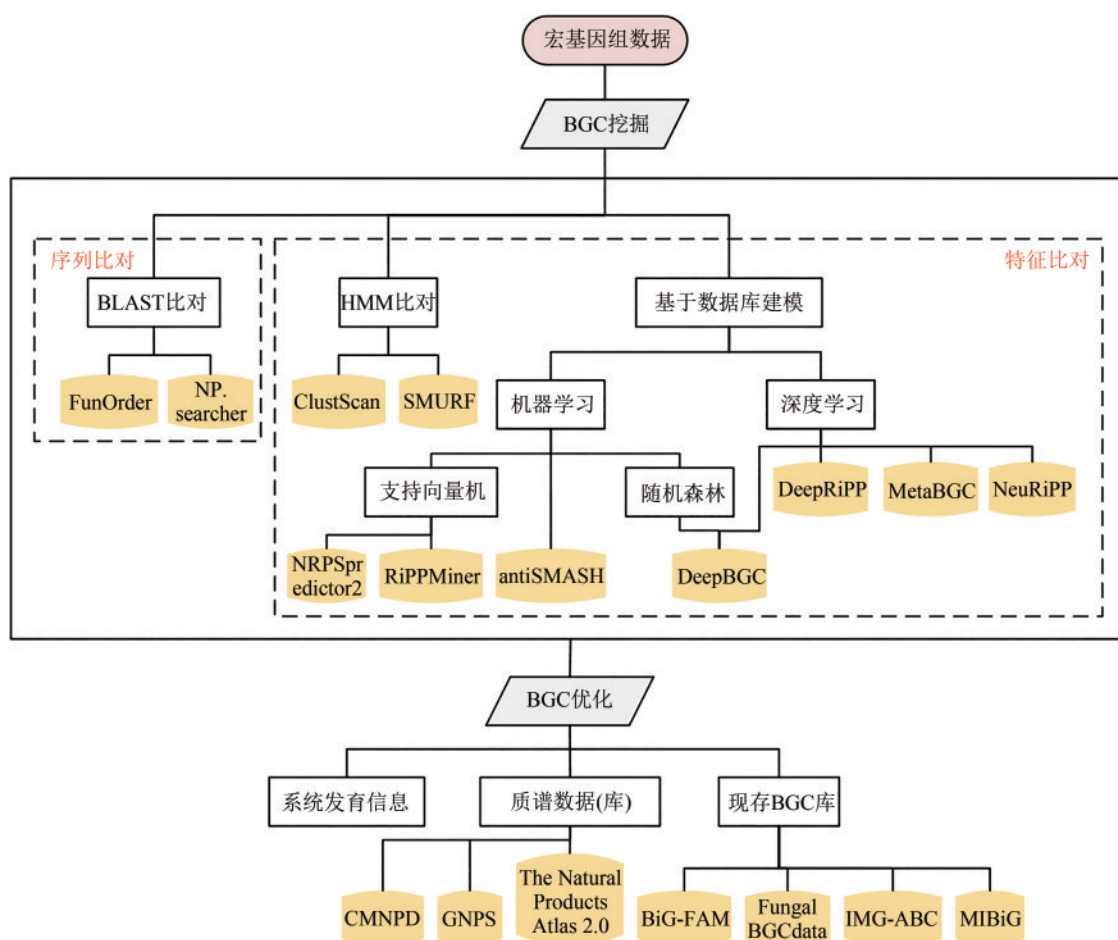 宏基因组数据
BGC挖掘
序列比对
特征比对
BLAST比对
HMM比对
基于数据库建模
FunOrder
NP.
searcher
ClustScan
SMURF
机器学习
深度学习
支持向量机
随机森林
DeepRiPP
MetaBGC
NeuRiPP
NRPSpr
edictor2
RiPPMiner
antiSMASH
DeepBGC
BGC优化
系统发育信息
质谱数据(库)
现存BGC库
CMNPD
GNPS
The Natural
Products
Atlas 2.0
BiG-FAM
Fungal
BGCdata
IMG-ABC
MIBiG